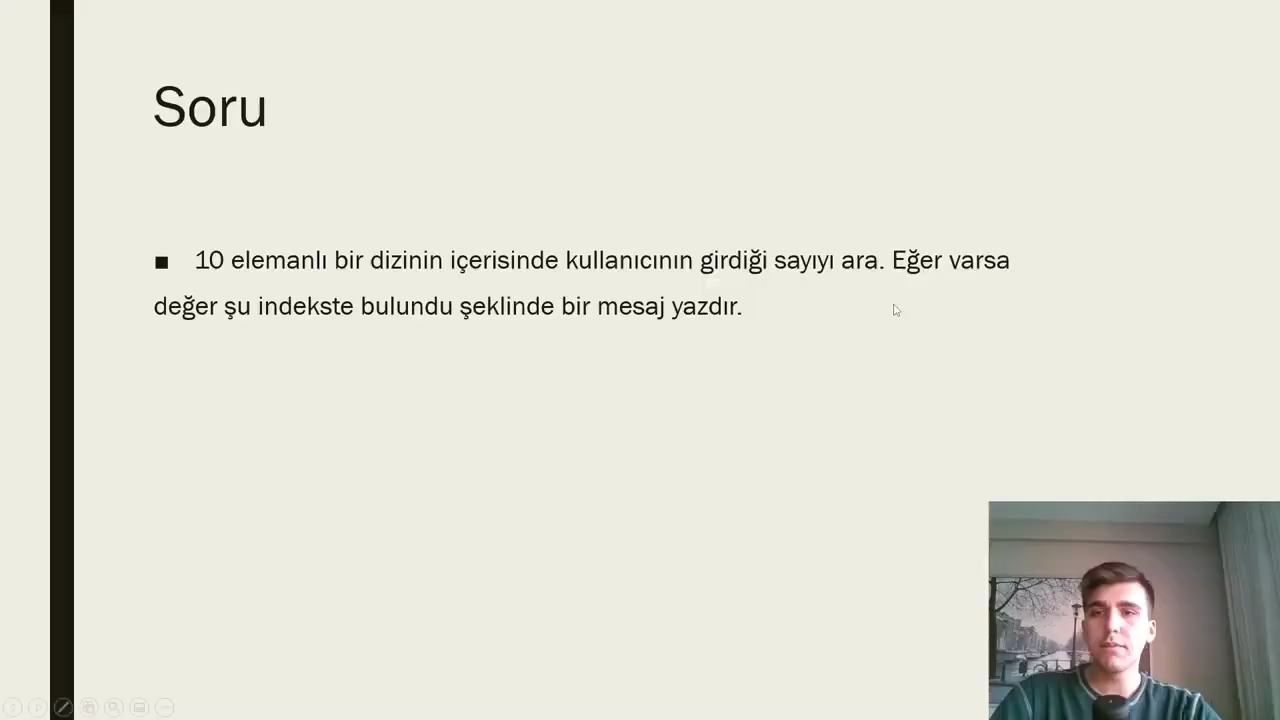 Soru
▪ 10 elemanlı bir dizinin içerisinde kullanıcının girdiği sayıyı ara. Eğer varsa
değer şu indekste bulundu şeklinde bir mesaj yazdır.